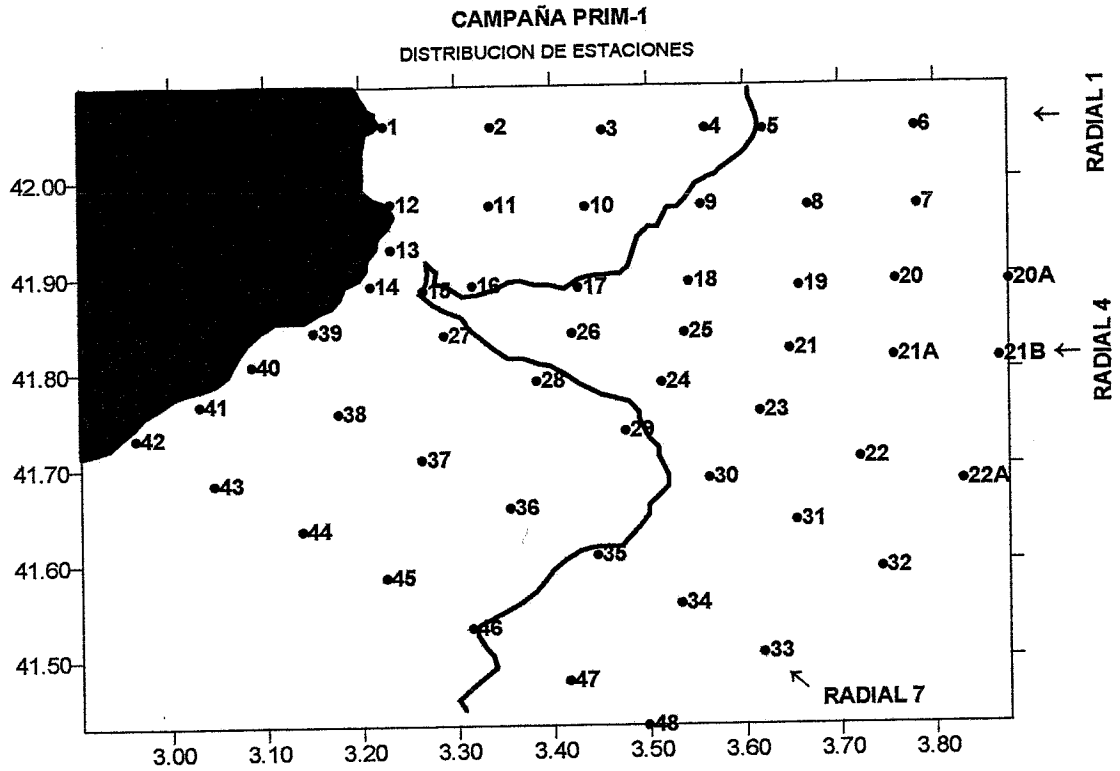 CAMPAÑA PRIM-1
DISTRIBUCION DE ESTACIONES
RADIAL 1
1 2 3 4 5 6
42.00
12 11 10 9 8 7
13
41.90
14 15 16 17 18 19 20 20A
RADIAL 4
39 27 26 25 21 21A 21B
41.80
40 28 24
41 38 29 23
42
41.70
37 30 22 22A
43 36 31
44 35 32
41.60
45 34
46 33
41.50
47
RADIAL 7
48
3.00 3.10 3.20 3.30 3.40 3.50 3.60 3.70 3.80